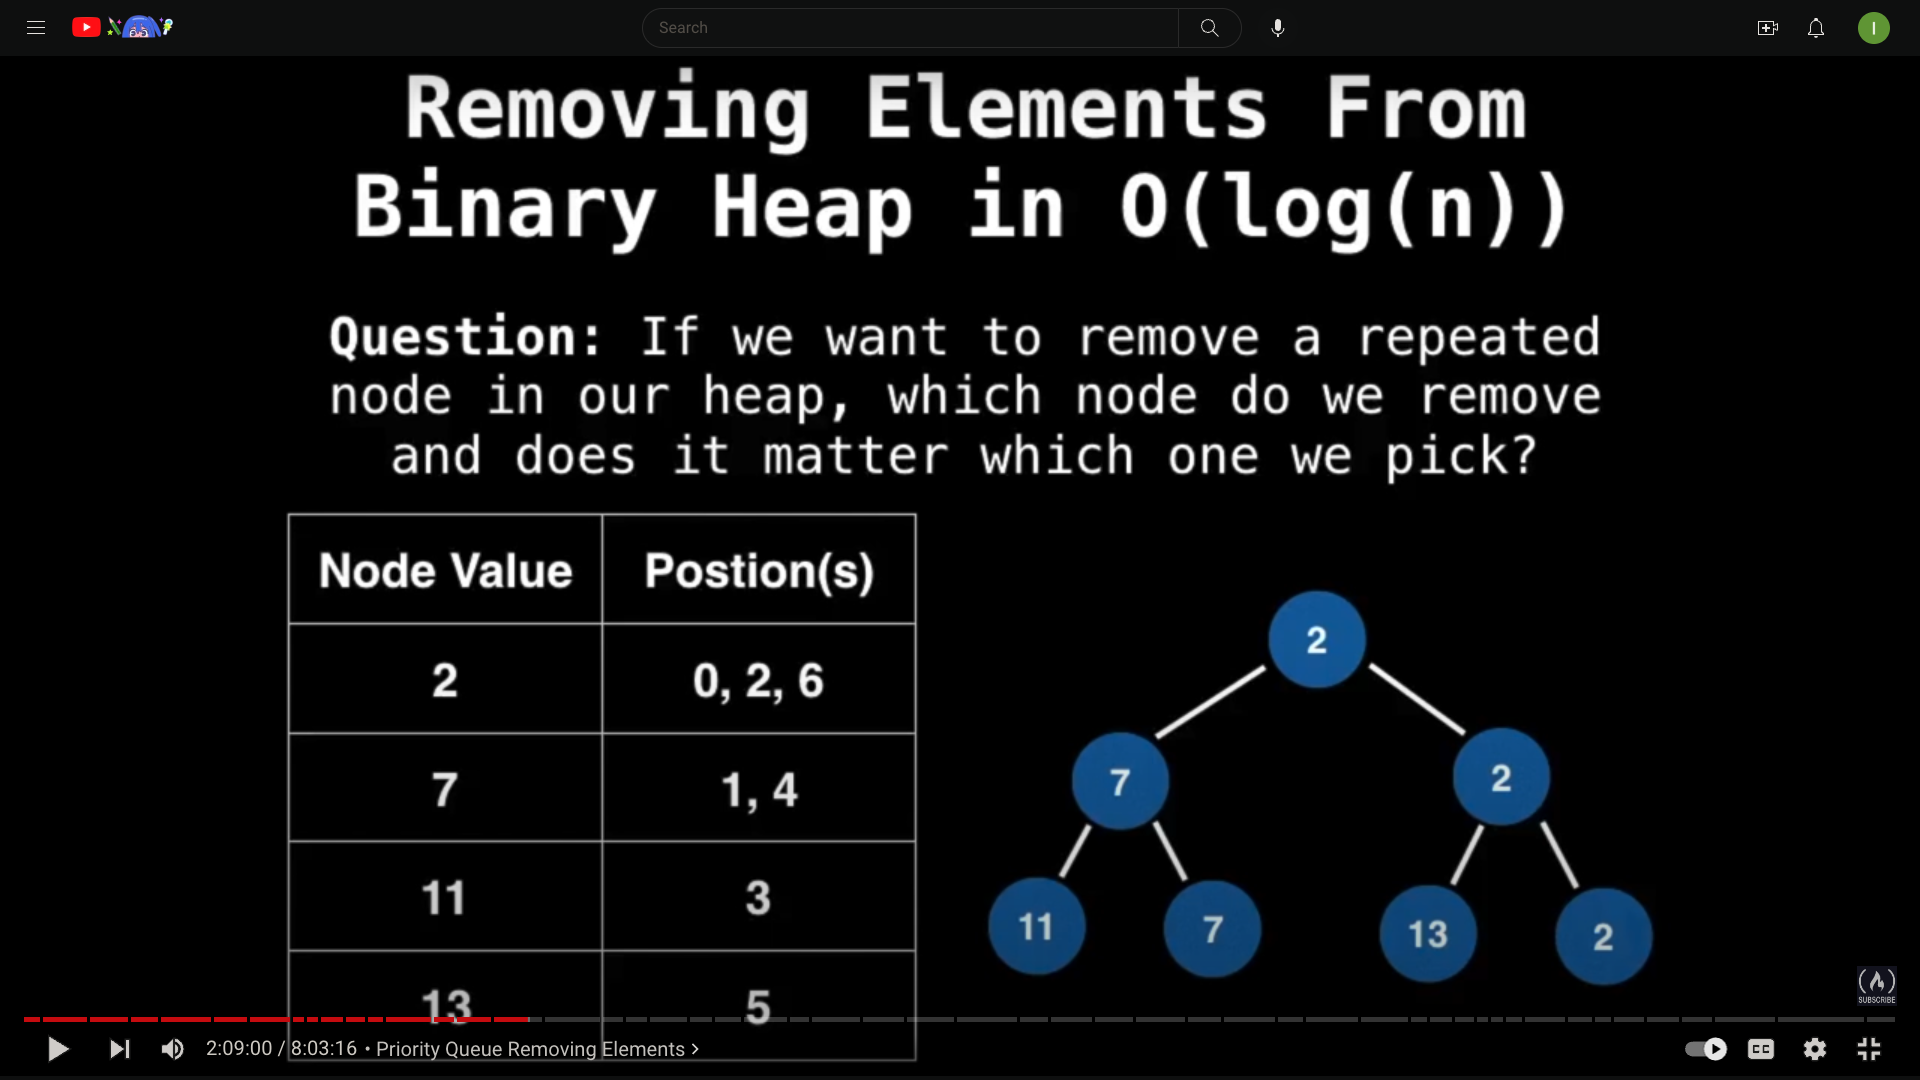 Search
I
Removing Elements From
Binary Heap in O(log(n))
Question: If we want to remove a repeated
node in our heap, which node do we remove
and does it matter which one we pick?
Node Value Postion(s)
2 0, 2, 6
7 1, 4
11 3
13 5
2
7 2
11 7 13 2
SUBSCRIBE
2:09:00 / 8:03:16 • Priority Queue Removing Elements >
CC